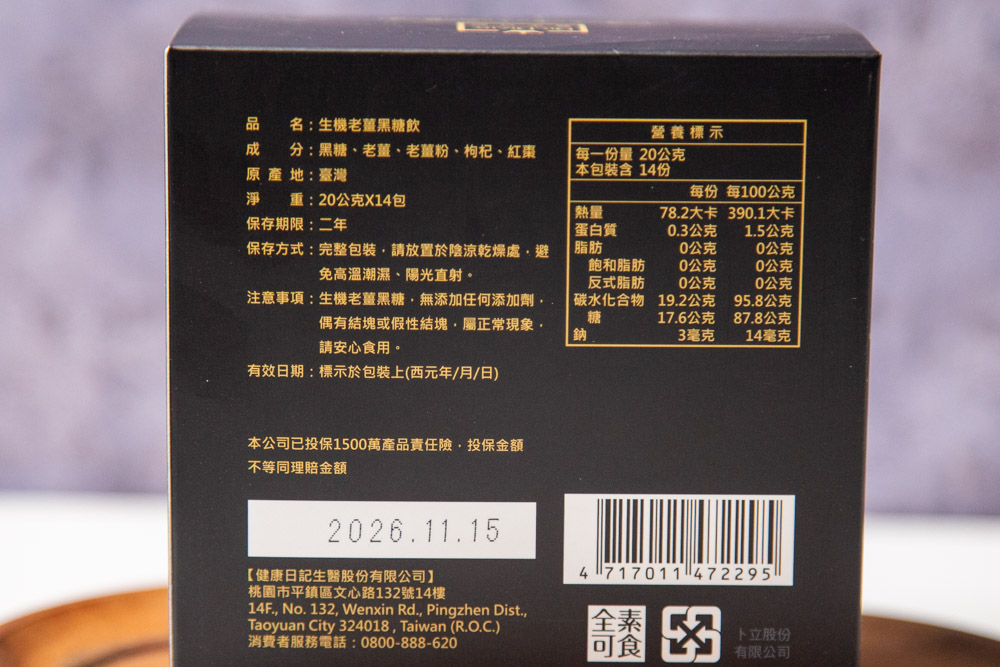 品　　名：生機老薑黑糖飲
成　　分：黑糖、老薑、老薑粉、枸杞、紅棗
原 產 地：臺灣
淨　　重：20公克X14包
保存期限：二年
保存方式：完整包裝，請放置於陰涼乾燥處，避
免高溫潮濕、陽光直射。
注意事項：生機老薑黑糖，無添加任何添加劑，
偶有結塊或假性結塊，屬正常現象，
請安心食用。
有效日期：標示於包裝上(西元年/月/日)
本公司已投保1500萬產品責任險，投保金額
不等同理賠金額
2026.11.15
【健康日記生醫股份有限公司】
桃園市平鎮區文心路132號14樓
14F., No. 132, Wenxin Rd., Pingzhen Dist.,
Taoyuan City 324018 , Taiwan (R.O.C.)
消費者服務電話：0800-888-620
營養標示
每一份量 20公克
本包裝含 14份
每份 每100公克
熱量 78.2大卡 390.1大卡
蛋白質 0.3公克 1.5公克
脂肪 0公克 0公克
飽和脂肪 0公克 0公克
反式脂肪 0公克 0公克
碳水化合物 19.2公克 95.8公克
糖 17.6公克 87.8公克
鈉 3毫克 14毫克
4 717011 472295
全素
可食
卜立股份
有限公司